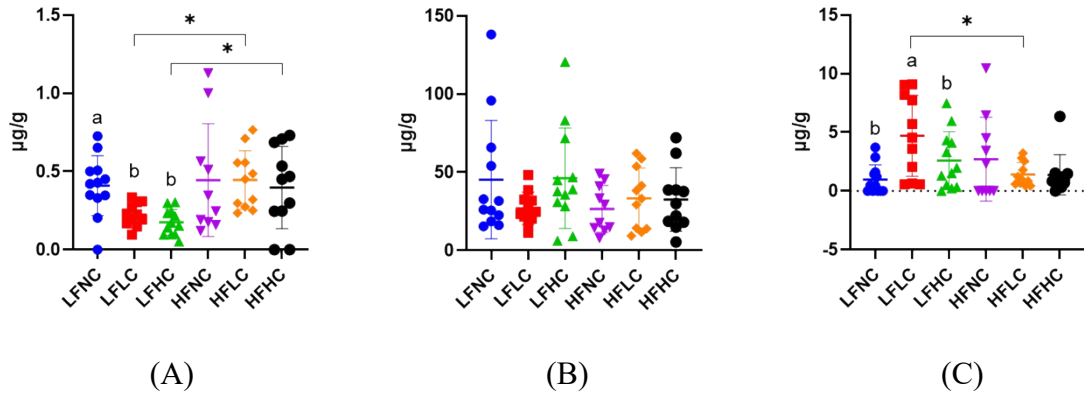 *
*
1.5
1.0
0.5
0.0
µg/g
a
b
b
LFNC
LFLC
LFHC
HFNC
HFLC
HFHC
(A)
150
100
50
0
µg/g
LFNC
LFLC
LFHC
HFNC
HFLC
HFHC
(B)
*
15
10
5
0
-5
µg/g
b
a
b
LFNC
LFLC
LFHC
HFNC
HFLC
HFHC
(C)